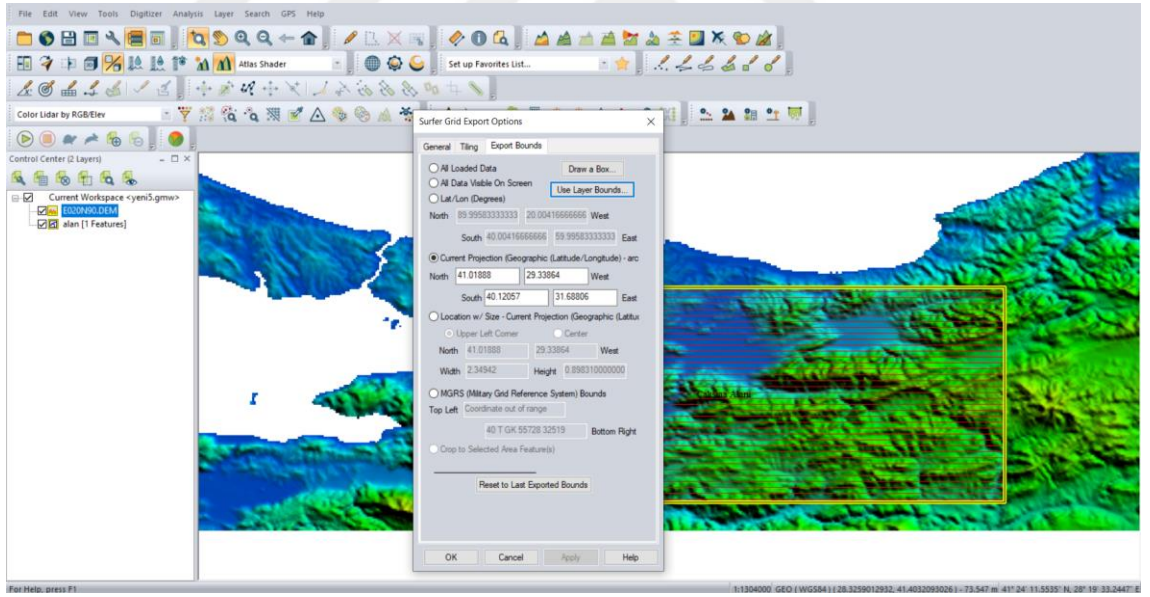 File Edit View Tools Digitizer Analysis Layer Search GPS Help
Atlas Shader
Set up Favorites List...
Color Lidar by RGB/Elev
Control Center (2 Layers)
Current Workspace <yeni5.gmw>
E020N90.DEM
alan [1 Features]
Surfer Grid Export Options
General Tiling Export Bounds
All Loaded Data
Draw a Box...
All Data Visible On Screen
Use Layer Bounds...
Lat/Lon (Degrees)
North 89.99583333333 20.00416666666 West
South 40.00416666666 59.99583333333 East
Current Projection (Geographic (Latitude/Longitude) - arc
North 41.01888 29.33864 West
South 40.12057 31.68806 East
Location w/ Size - Current Projection (Geographic (Latitu
Upper Left Corner Center
North 41.01888 29.33864 West
Width 2.34942 Height 0.898310000000
MGRS (Military Grid Reference System) Bounds
Top Left Coordinate out of range
40 T GK 55728 32519 Bottom Right
Crop to Selected Area Feature(s)
Reset to Last Exported Bounds
OK Cancel Apply Help
For Help, press F1
1:1304000 GEO ( WGS84 ) ( 28.3259012932, 41.4032095026 ) - 73.547 m 41° 24' 11.5535" N, 28° 19' 33.2447" E